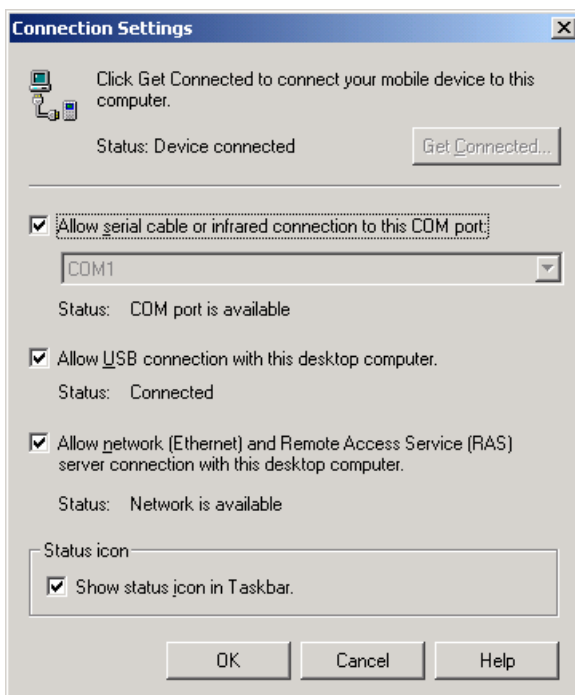 Connection Settings
Click Get Connected to connect your mobile device to this
computer.
Status: Device connected
Get Connected...
Allow serial cable or infrared connection to this COM port:
COM1
Status: COM port is available
Allow USB connection with this desktop computer.
Status: Connected
Allow network (Ethernet) and Remote Access Service (RAS)
server connection with this desktop computer.
Status: Network is available
Status icon
Show status icon in Taskbar.
OK Cancel Help